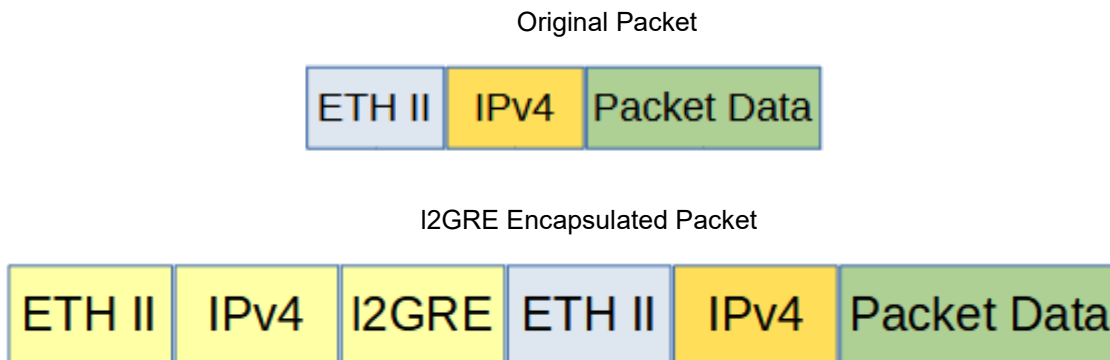 Original Packet
ETH II IPv4 Packet Data
l2GRE Encapsulated Packet
ETH II IPv4 l2GRE ETH II IPv4 Packet Data